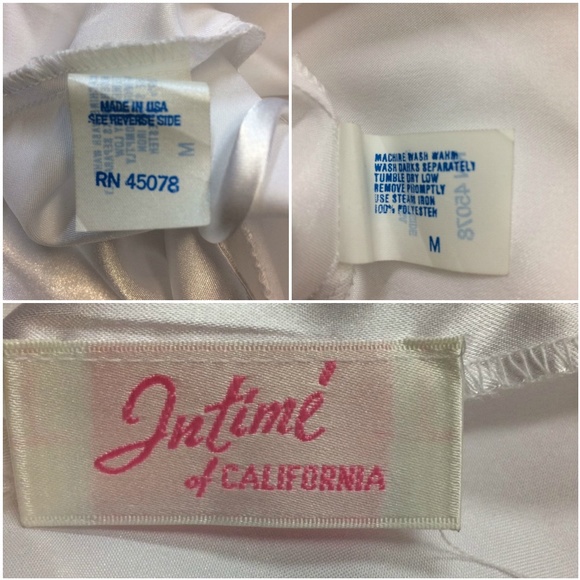 MADE IN USA
SEE REVERSE SIDE
M
RN 45078
MACHINE WASH WARM
WASH DARKS SEPARATELY
TUMBLE DRY LOW
REMOVE PROMPTLY
USE STEAM IRON
100% POLYESTER
M
45078
Intimé
of CALIFORNIA